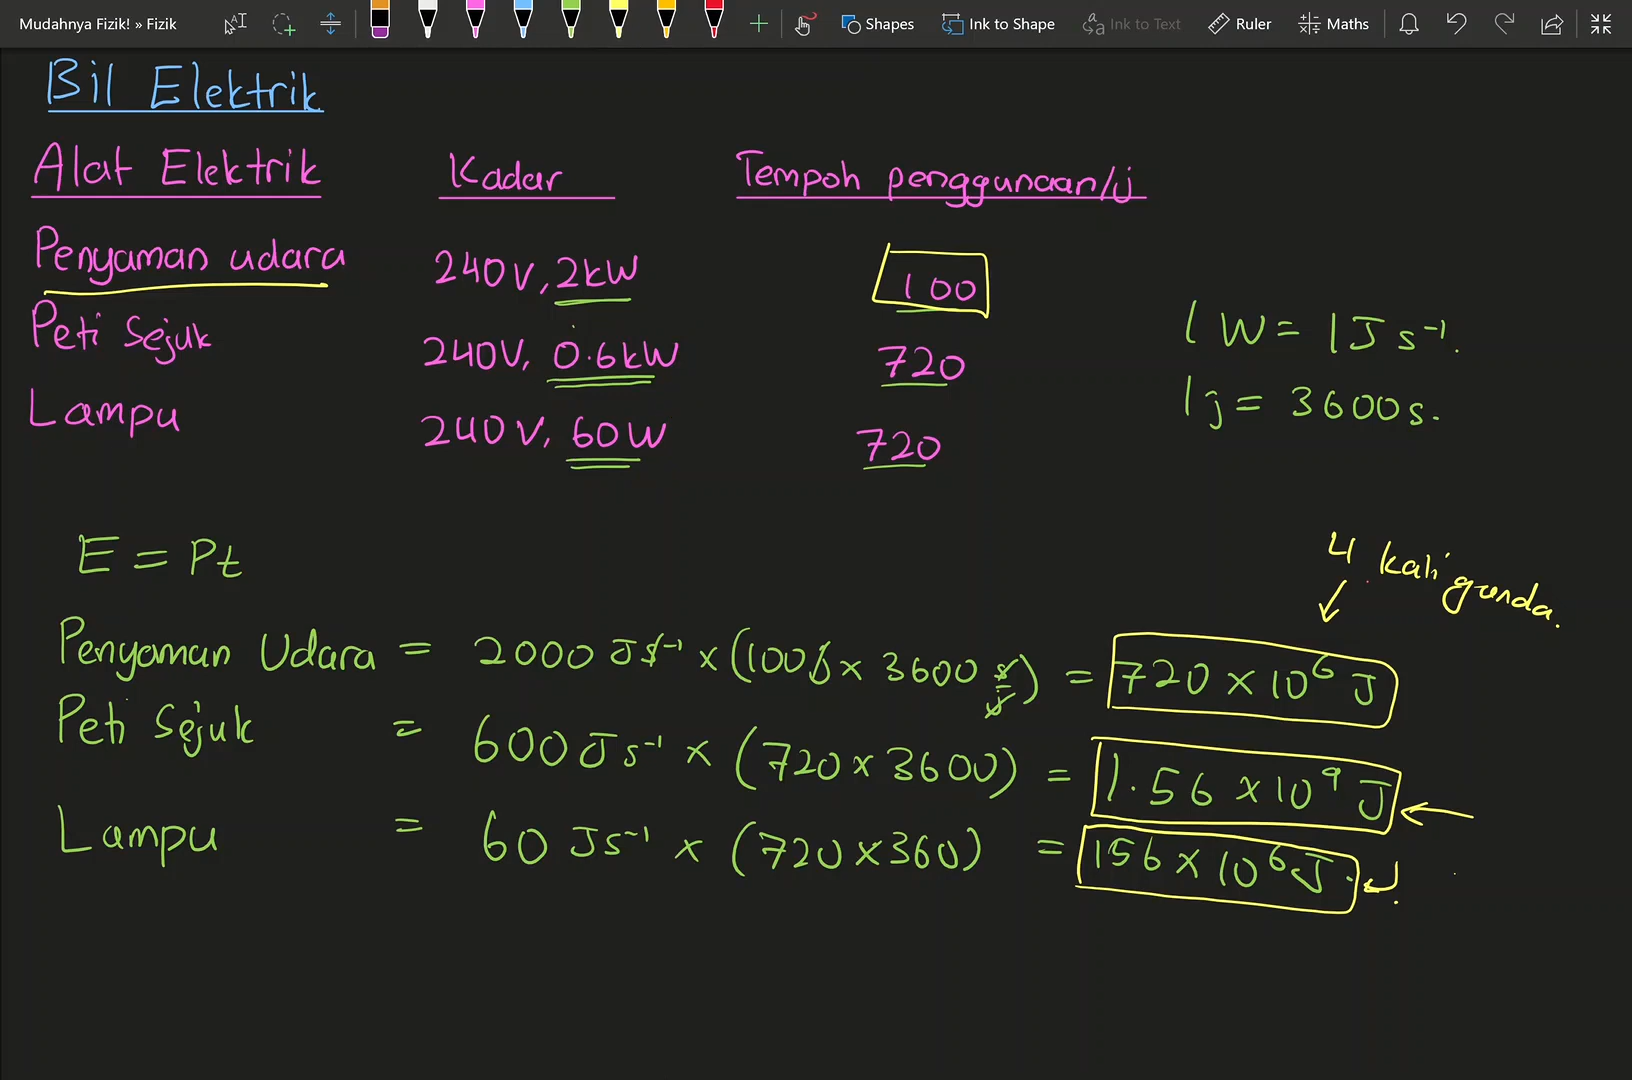 Mudahnya Fizik! » Fizik
Shapes
Ink to Shape
Ink to Text
Ruler
Maths
Bil Elektrik
Alat Elektrik Kadar Tempoh penggunaan/j
Penyaman udara 240V, 2kW 100
Peti Sejuk 240V, 0.6kW 720
Lampu 240V, 60W 720
1 W = 1 J s⁻¹.
1 j = 3600s.
E = Pt
4 kali ganda.
Penyaman Udara = 2000 Js⁻¹ × (100j × 3600 s/j) = 720 × 10⁶ J
Peti Sejuk = 600 Js⁻¹ × (720 × 3600) = 1.56 × 10⁹ J
Lampu = 60 Js⁻¹ × (720 × 360) = 156 × 10⁶ J.